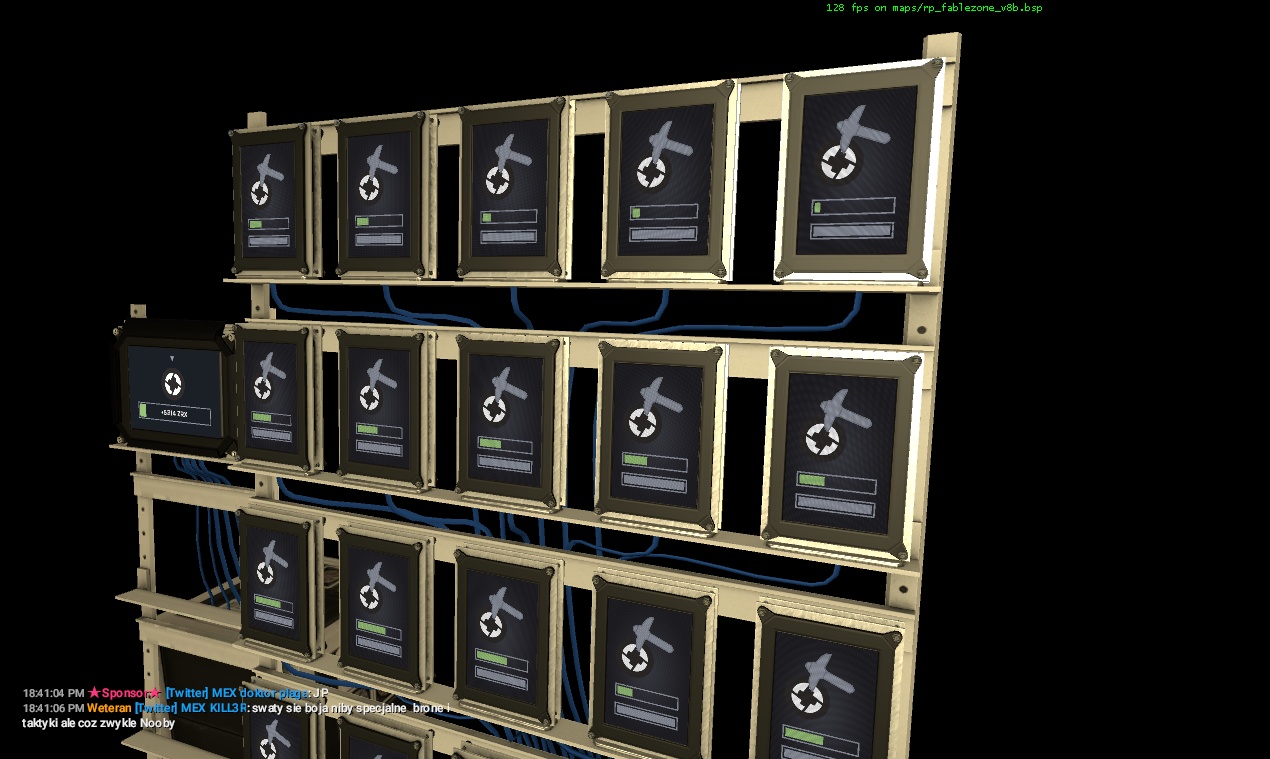 128 fps on maps/rp_fablezone_v8b.bsp
18:41:04 PM ★Sponsor★ [Twitter] MEX doktor plaga: JP
18:41:06 PM Weteran [Twitter] MEX KILL3R: swaty sie boja niby specjalne brone i
taktyki ale coz zwykle Nooby